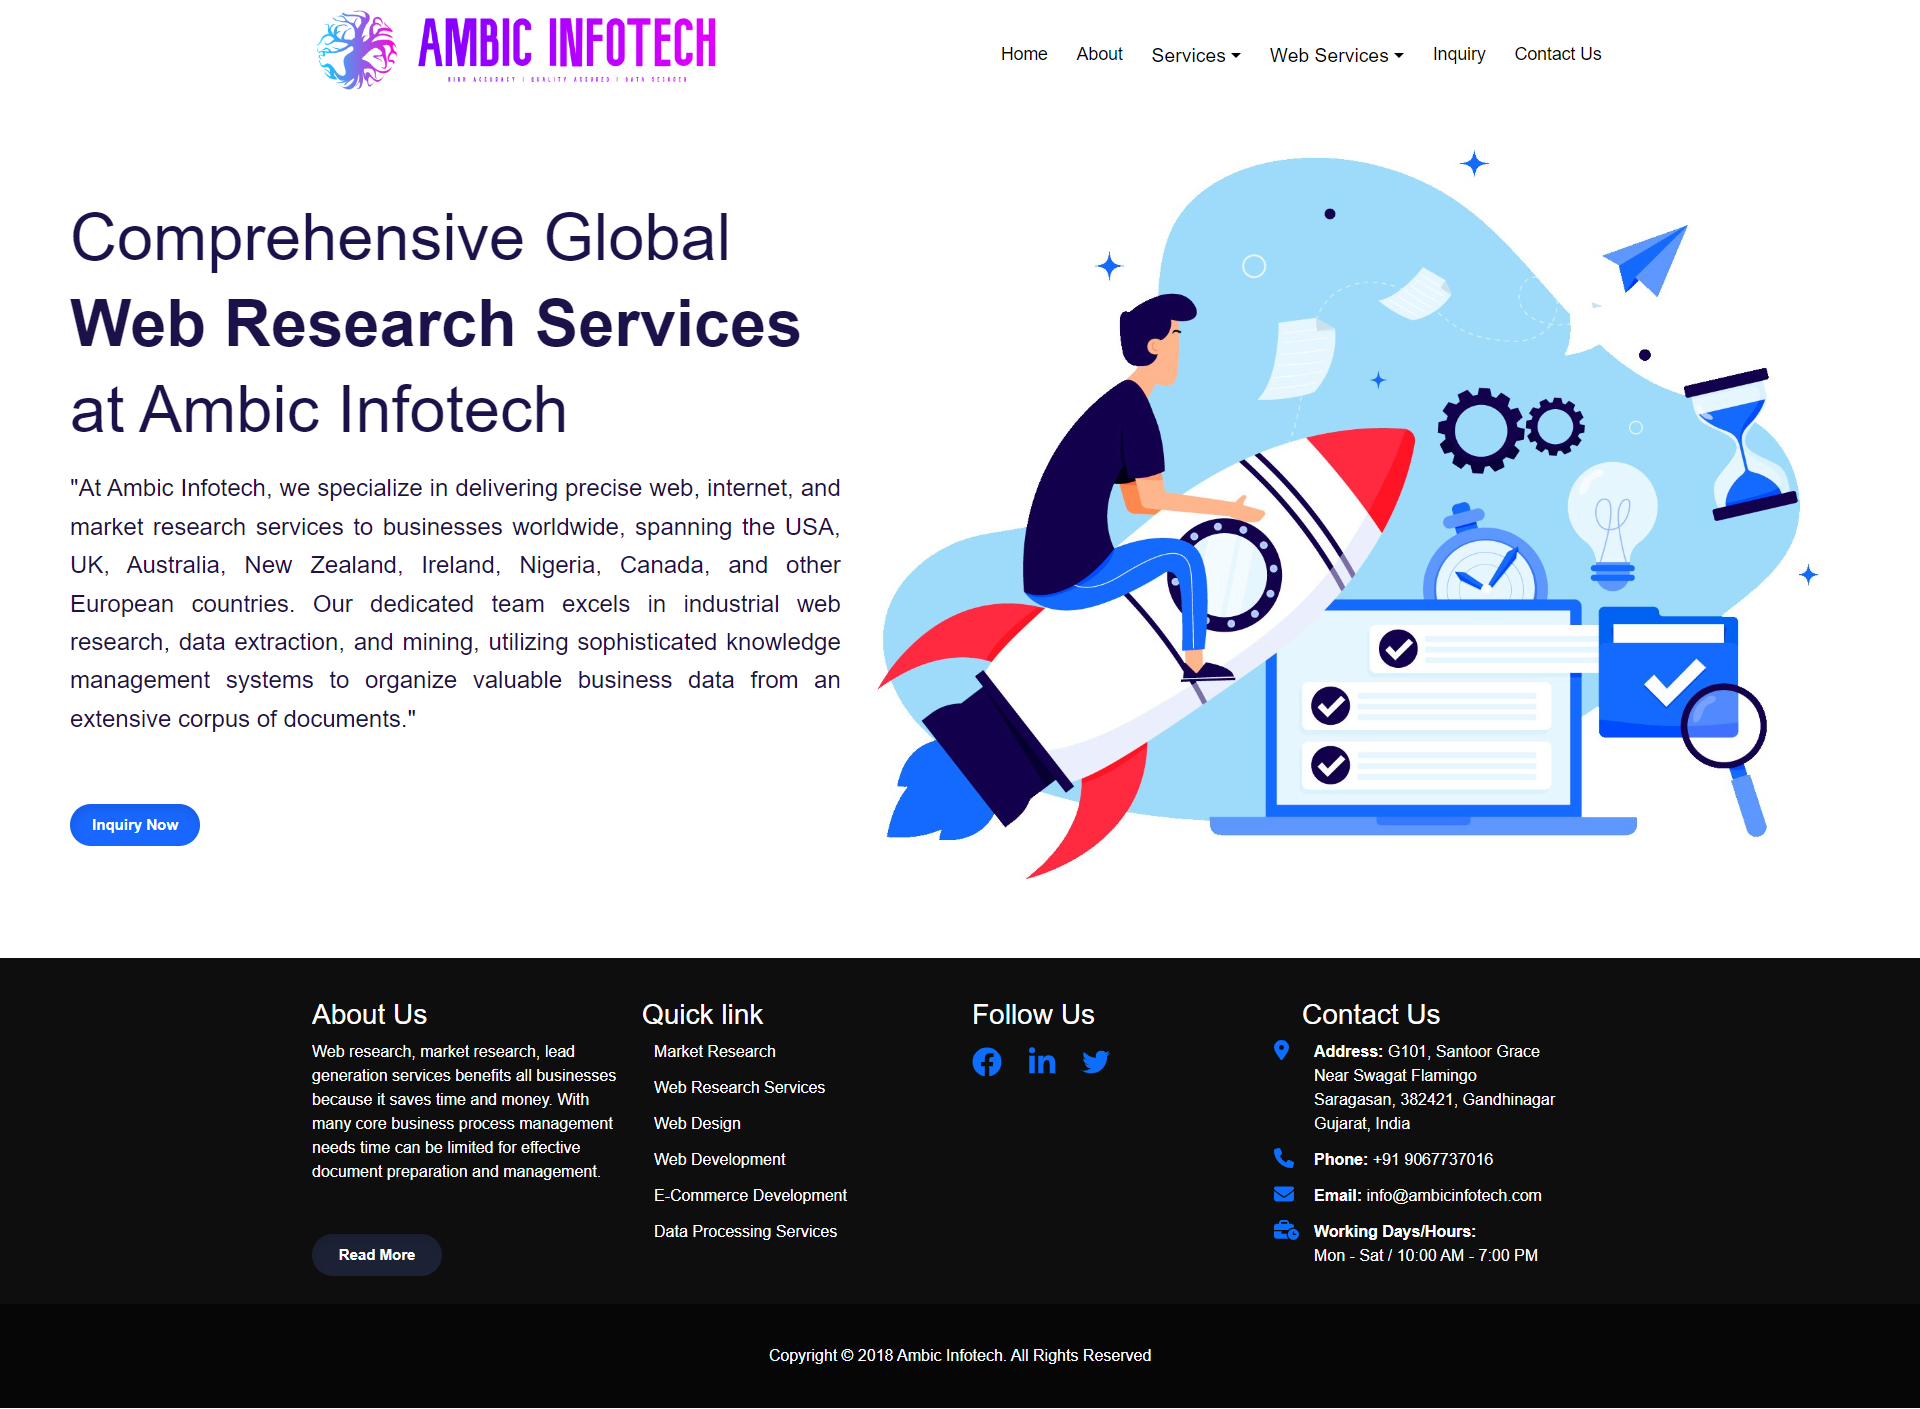 AMBIC INFOTECH
HIGH ACCURACY | QUALITY ASSURED | DATA SECURED
Home
About
Services
Web Services
Inquiry
Contact Us
Comprehensive Global
Web Research Services
at Ambic Infotech
"At Ambic Infotech, we specialize in delivering precise web, internet, and
market research services to businesses worldwide, spanning the USA,
UK, Australia, New Zealand, Ireland, Nigeria, Canada, and other
European countries. Our dedicated team excels in industrial web
research, data extraction, and mining, utilizing sophisticated knowledge
management systems to organize valuable business data from an
extensive corpus of documents."
Inquiry Now
About Us
Web research, market research, lead
generation services benefits all businesses
because it saves time and money. With
many core business process management
needs time can be limited for effective
document preparation and management.
Read More
Quick link
Market Research
Web Research Services
Web Design
Web Development
E-Commerce Development
Data Processing Services
Follow Us
Contact Us
Address: G101, Santoor Grace
Near Swagat Flamingo
Saragasan, 382421, Gandhinagar
Gujarat, India
Phone: +91 9067737016
Email: info@ambicinfotech.com
Working Days/Hours:
Mon - Sat / 10:00 AM - 7:00 PM
Copyright © 2018 Ambic Infotech. All Rights Reserved